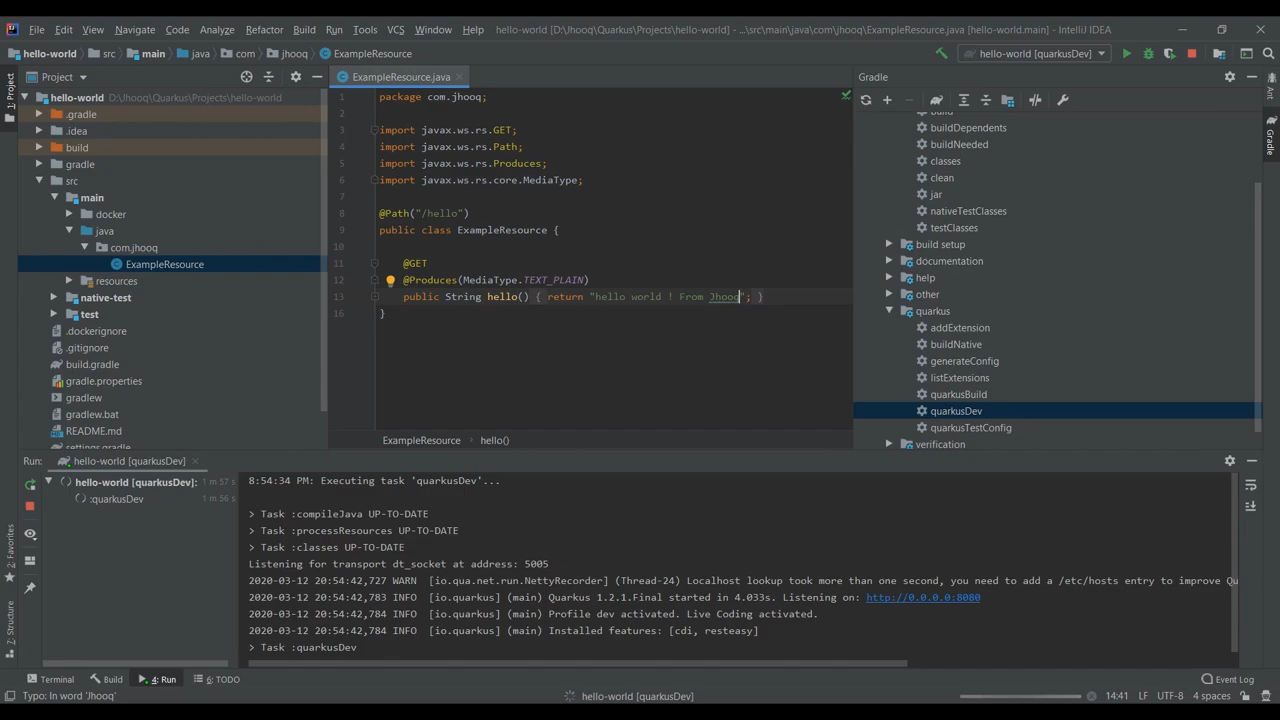 File Edit View Navigate Code Analyze Refactor Build Run Tools VCS Window Help hello-world [D:\Jhooq\Quarkus\Projects\hello-world] - ...\src\main\java\com\jhooq\ExampleResource.java - IntelliJ IDEA
hello-world src main java com jhooq ExampleResource hello-world [quarkusDev]
1: Project
Project
hello-world D:\Jhooq\Quarkus\Projects\hello-world
.gradle
.idea
build
gradle
src
main
docker
java
com.jhooq
ExampleResource
resources
native-test
test
.dockerignore
.gitignore
build.gradle
gradle.properties
gradlew
gradlew.bat
README.md
settings.gradle
ExampleResource.java
1 package com.jhooq;
2
3 import javax.ws.rs.GET;
4 import javax.ws.rs.Path;
5 import javax.ws.rs.Produces;
6 import javax.ws.rs.core.MediaType;
7
8 @Path("/hello")
9 public class ExampleResource {
10
11 @GET
12 @Produces(MediaType.TEXT_PLAIN)
13 public String hello() { return "hello world ! From Jhooq"; }
16 }
ExampleResource hello()
Gradle
build
buildDependents
buildNeeded
classes
clean
jar
nativeTestClasses
testClasses
build setup
documentation
help
other
quarkus
addExtension
buildNative
generateConfig
listExtensions
quarkusBuild
quarkusDev
quarkusTestConfig
verification
Ant
Gradle
Run: hello-world [quarkusDev]
hello-world [quarkusDev]: 1 m 57 s
:quarkusDev 1 m 56 s
8:54:34 PM: Executing task 'quarkusDev'...
> Task :compileJava UP-TO-DATE
> Task :processResources UP-TO-DATE
> Task :classes UP-TO-DATE
Listening for transport dt_socket at address: 5005
2020-03-12 20:54:42,727 WARN [io.qua.net.run.NettyRecorder] (Thread-24) Localhost lookup took more than one second, you need to add a /etc/hosts entry to improve Qu
2020-03-12 20:54:42,783 INFO [io.quarkus] (main) Quarkus 1.2.1.Final started in 4.033s. Listening on: http://0.0.0.0:8080
2020-03-12 20:54:42,784 INFO [io.quarkus] (main) Profile dev activated. Live Coding activated.
2020-03-12 20:54:42,784 INFO [io.quarkus] (main) Installed features: [cdi, resteasy]
> Task :quarkusDev
2: Favorites
7: Structure
Terminal Build 4: Run 6: TODO Event Log
Typo: In word 'Jhooq' hello-world [quarkusDev] 14:41 LF UTF-8 4 spaces